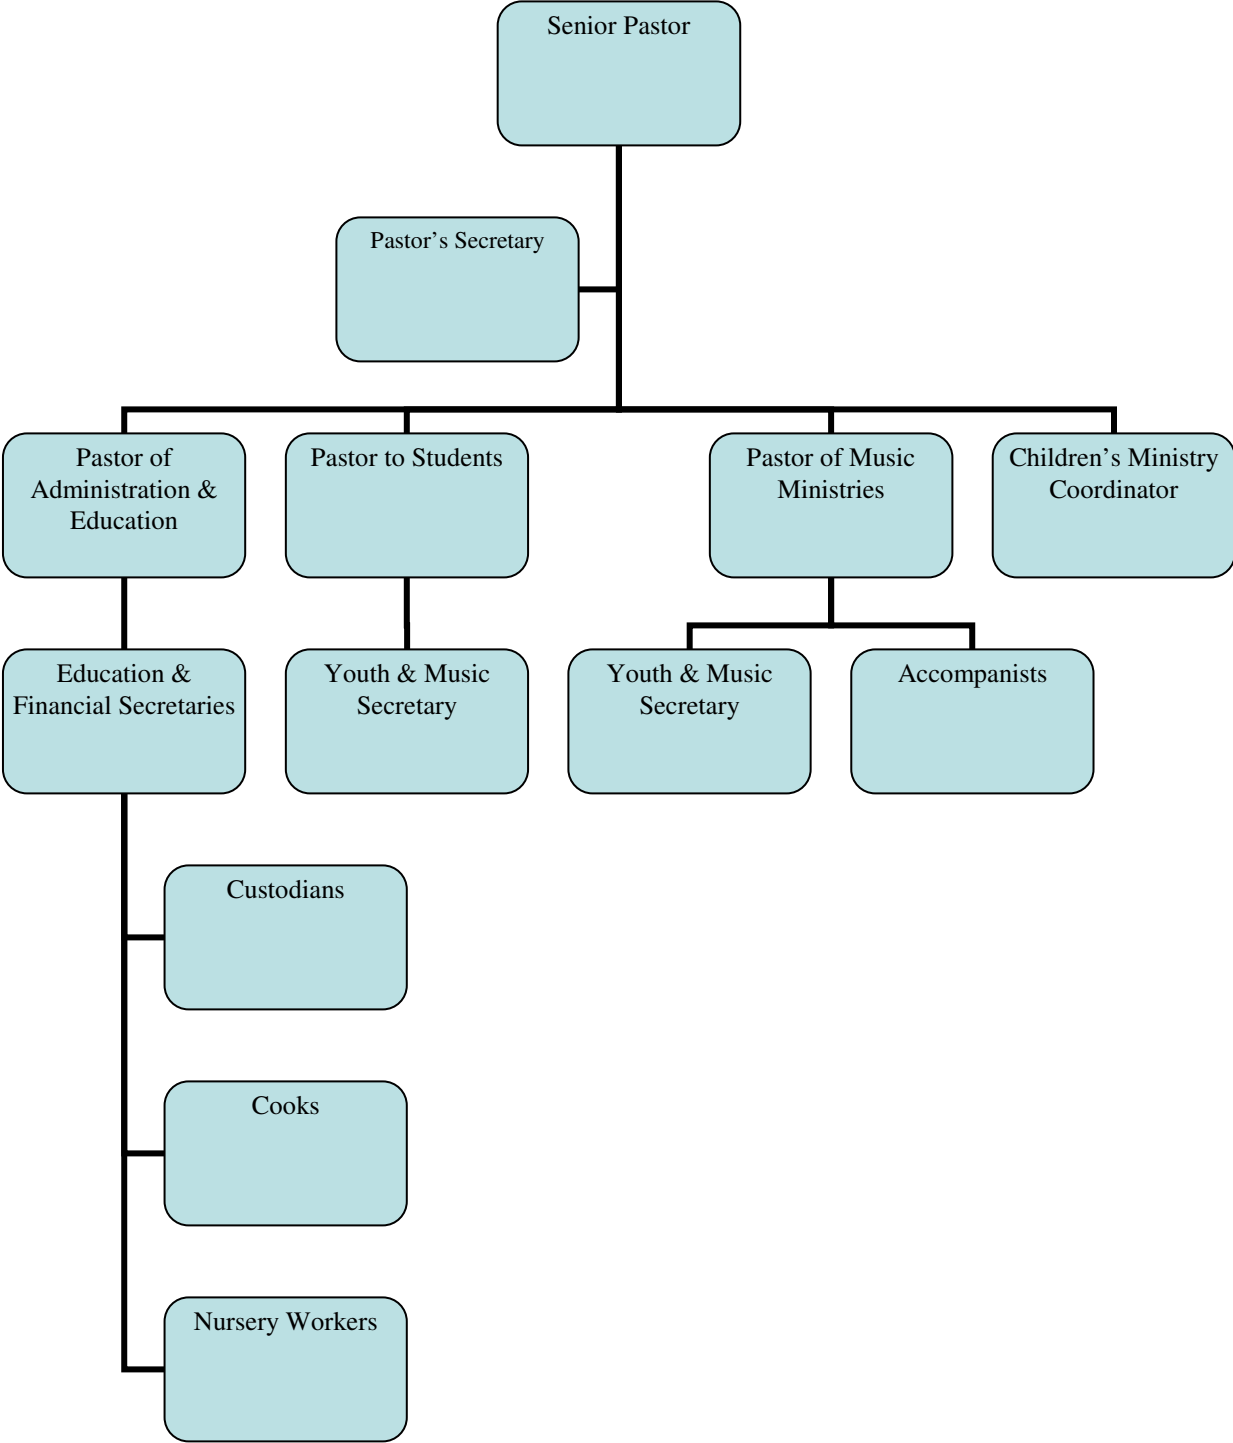 Senior Pastor
Pastor’s Secretary
Pastor of
Administration &
Education
Pastor to Students
Pastor of Music
Ministries
Children’s Ministry
Coordinator
Education &
Financial Secretaries
Youth & Music
Secretary
Youth & Music
Secretary
Accompanists
Custodians
Cooks
Nursery Workers